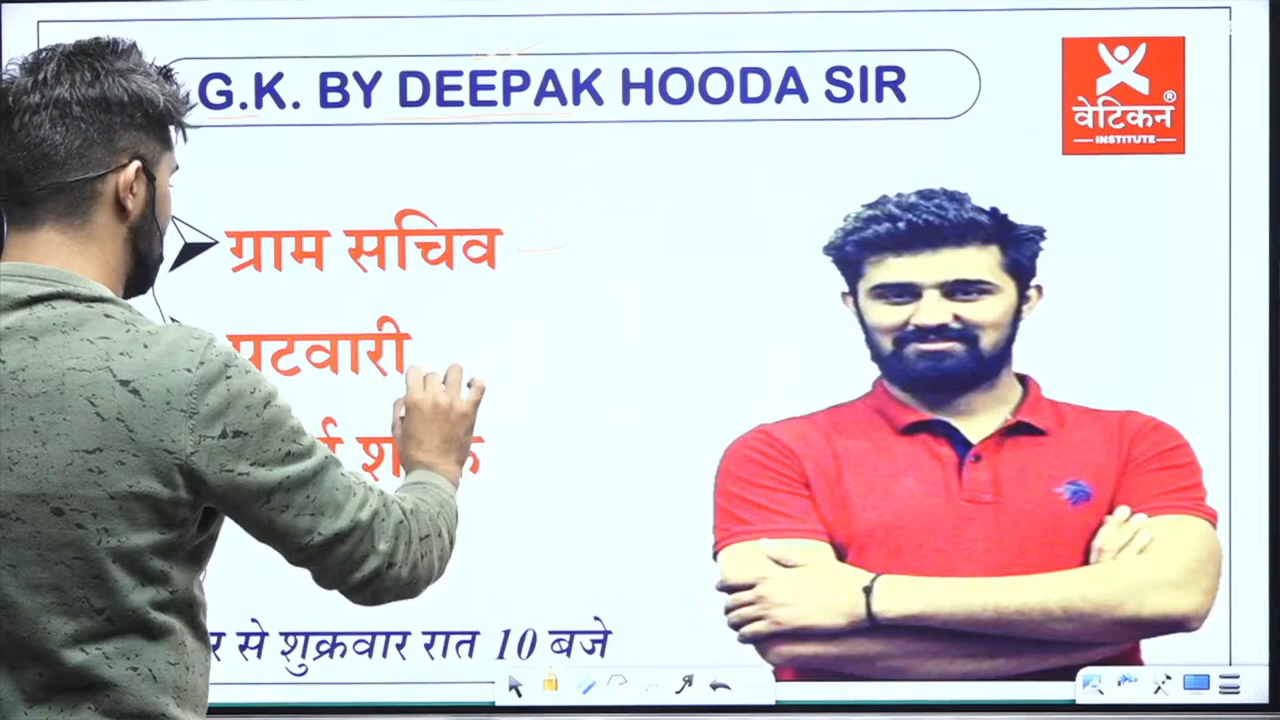 G.K. BY DEEPAK HOODA SIR
वेटिकन
INSTITUTE
ग्राम सचिव
पटवारी
से शुक्रवार रात 10 बजे